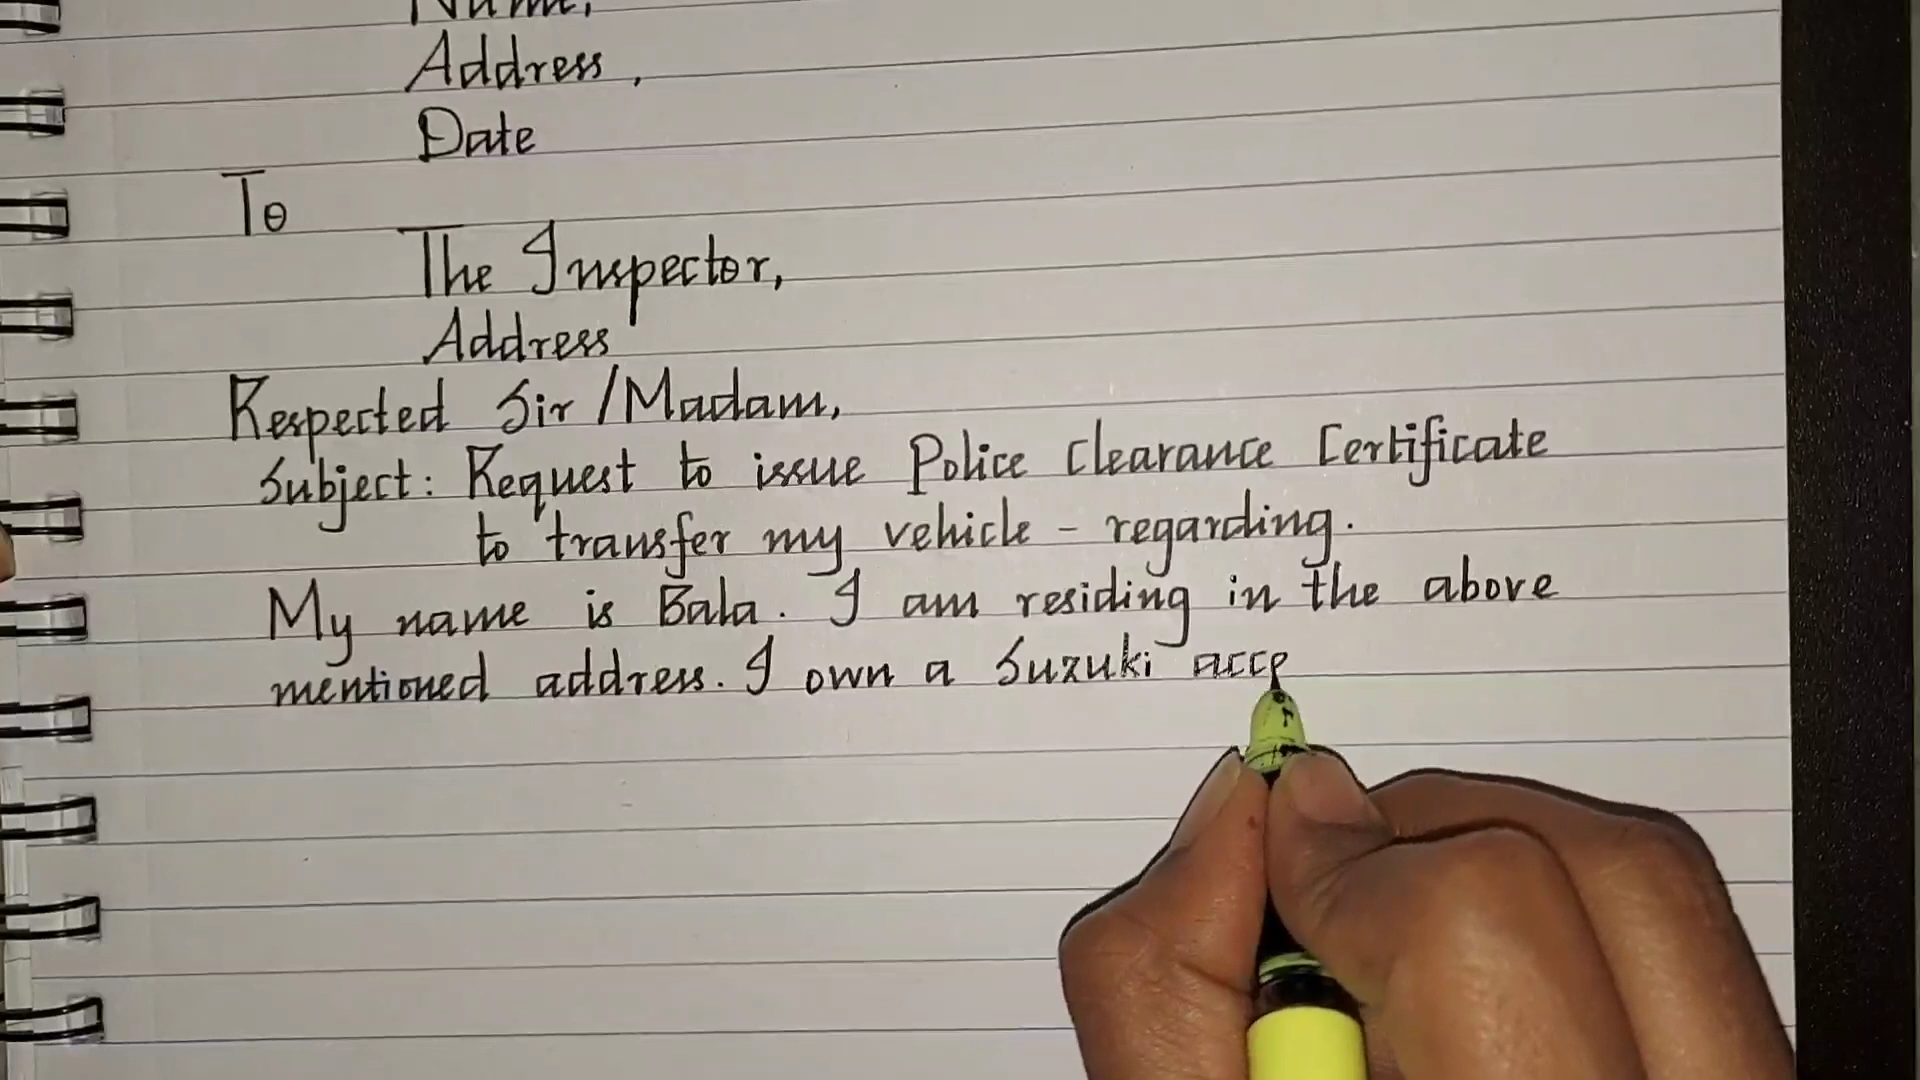 Name,
Address,
Date
To
The Inspector,
Address
Respected Sir/Madam,
Subject: Request to issue Police Clearance Certificate
to transfer my vehicle - regarding.
My name is Bala. I am residing in the above
mentioned address. I own a Suzuki acce